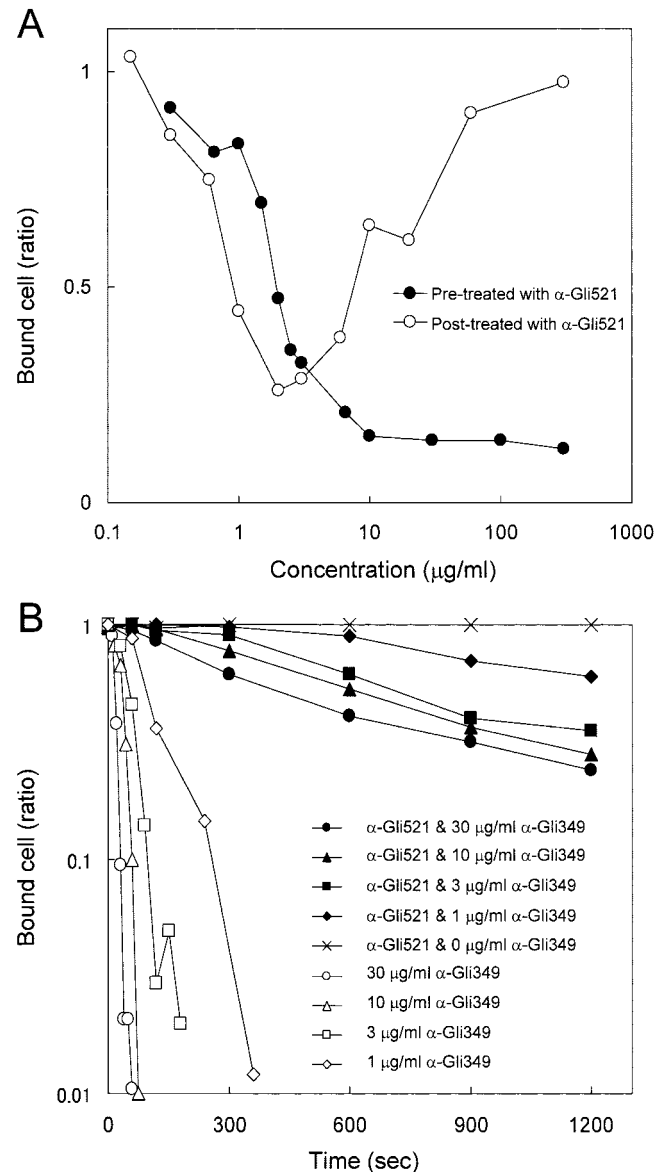 A
1
0.5
0
Bound cell (ratio)
Pre-treated with α-Gli521
Post-treated with α-Gli521
0.1 1 10 100 1000
Concentration (μg/ml)
B
1
0.1
0.01
Bound cell (ratio)
α-Gli521 & 30 μg/ml α-Gli349
α-Gli521 & 10 μg/ml α-Gli349
α-Gli521 & 3 μg/ml α-Gli349
α-Gli521 & 1 μg/ml α-Gli349
α-Gli521 & 0 μg/ml α-Gli349
30 μg/ml α-Gli349
10 μg/ml α-Gli349
3 μg/ml α-Gli349
1 μg/ml α-Gli349
0 300 600 900 1200
Time (sec)